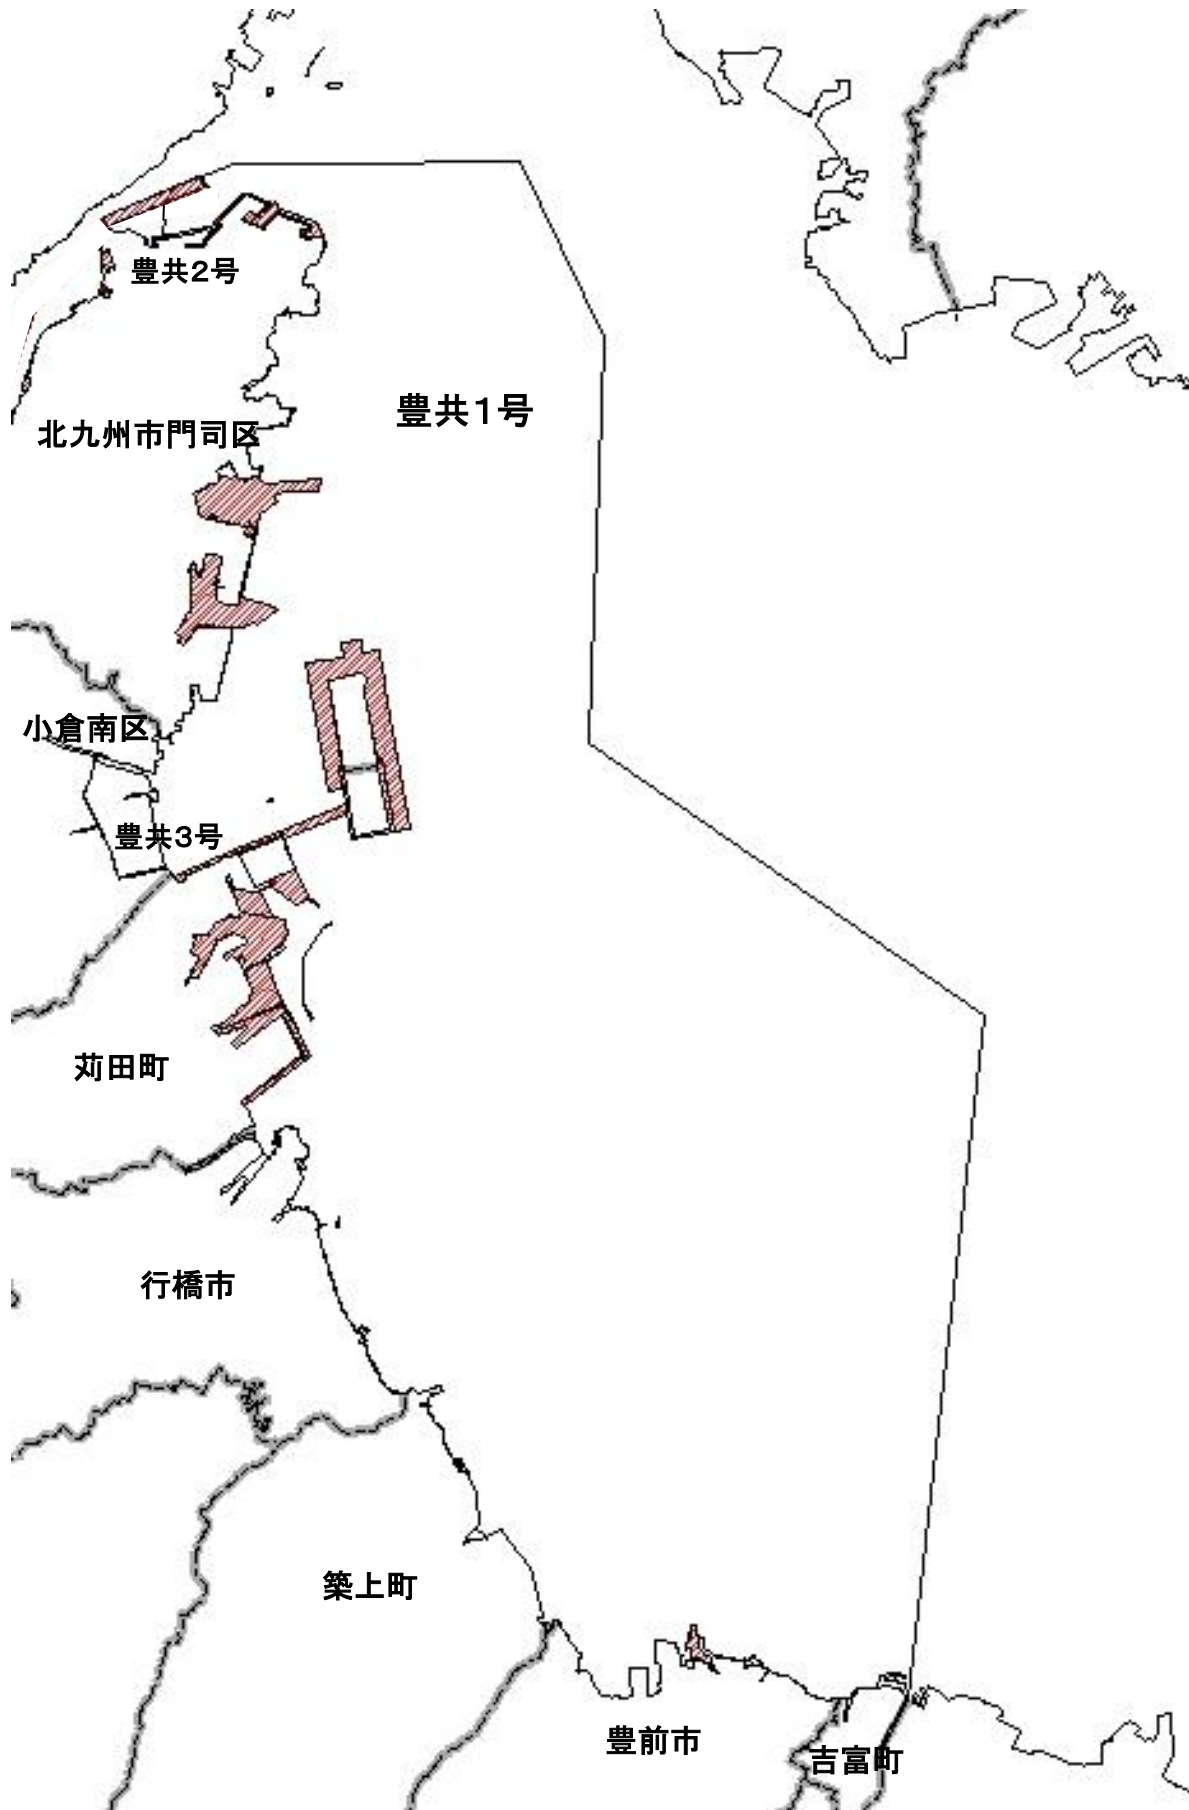 豊共2号
豊共1号
北九州市門司区
小倉南区
豊共3号
苅田町
行橋市
築上町
豊前市
吉富町